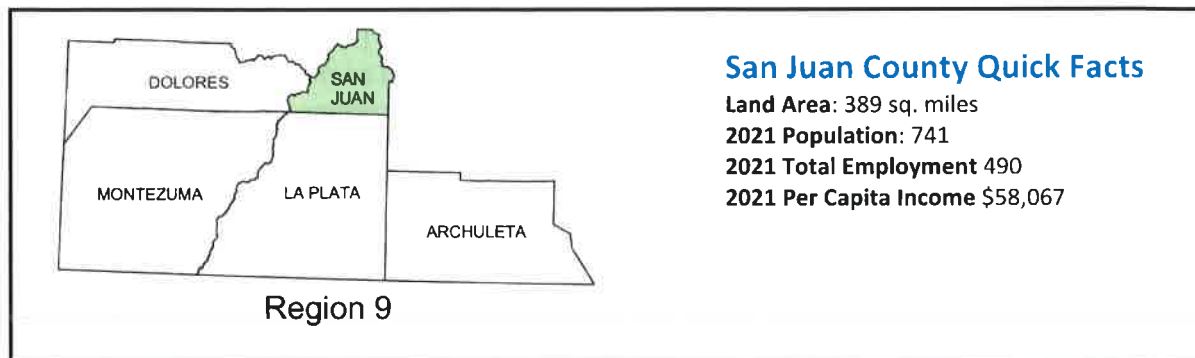 DOLORES
SAN
JUAN
MONTEZUMA
LA PLATA
ARCHULETA
Region 9
San Juan County Quick Facts
Land Area: 389 sq. miles
2021 Population: 741
2021 Total Employment 490
2021 Per Capita Income $58,067